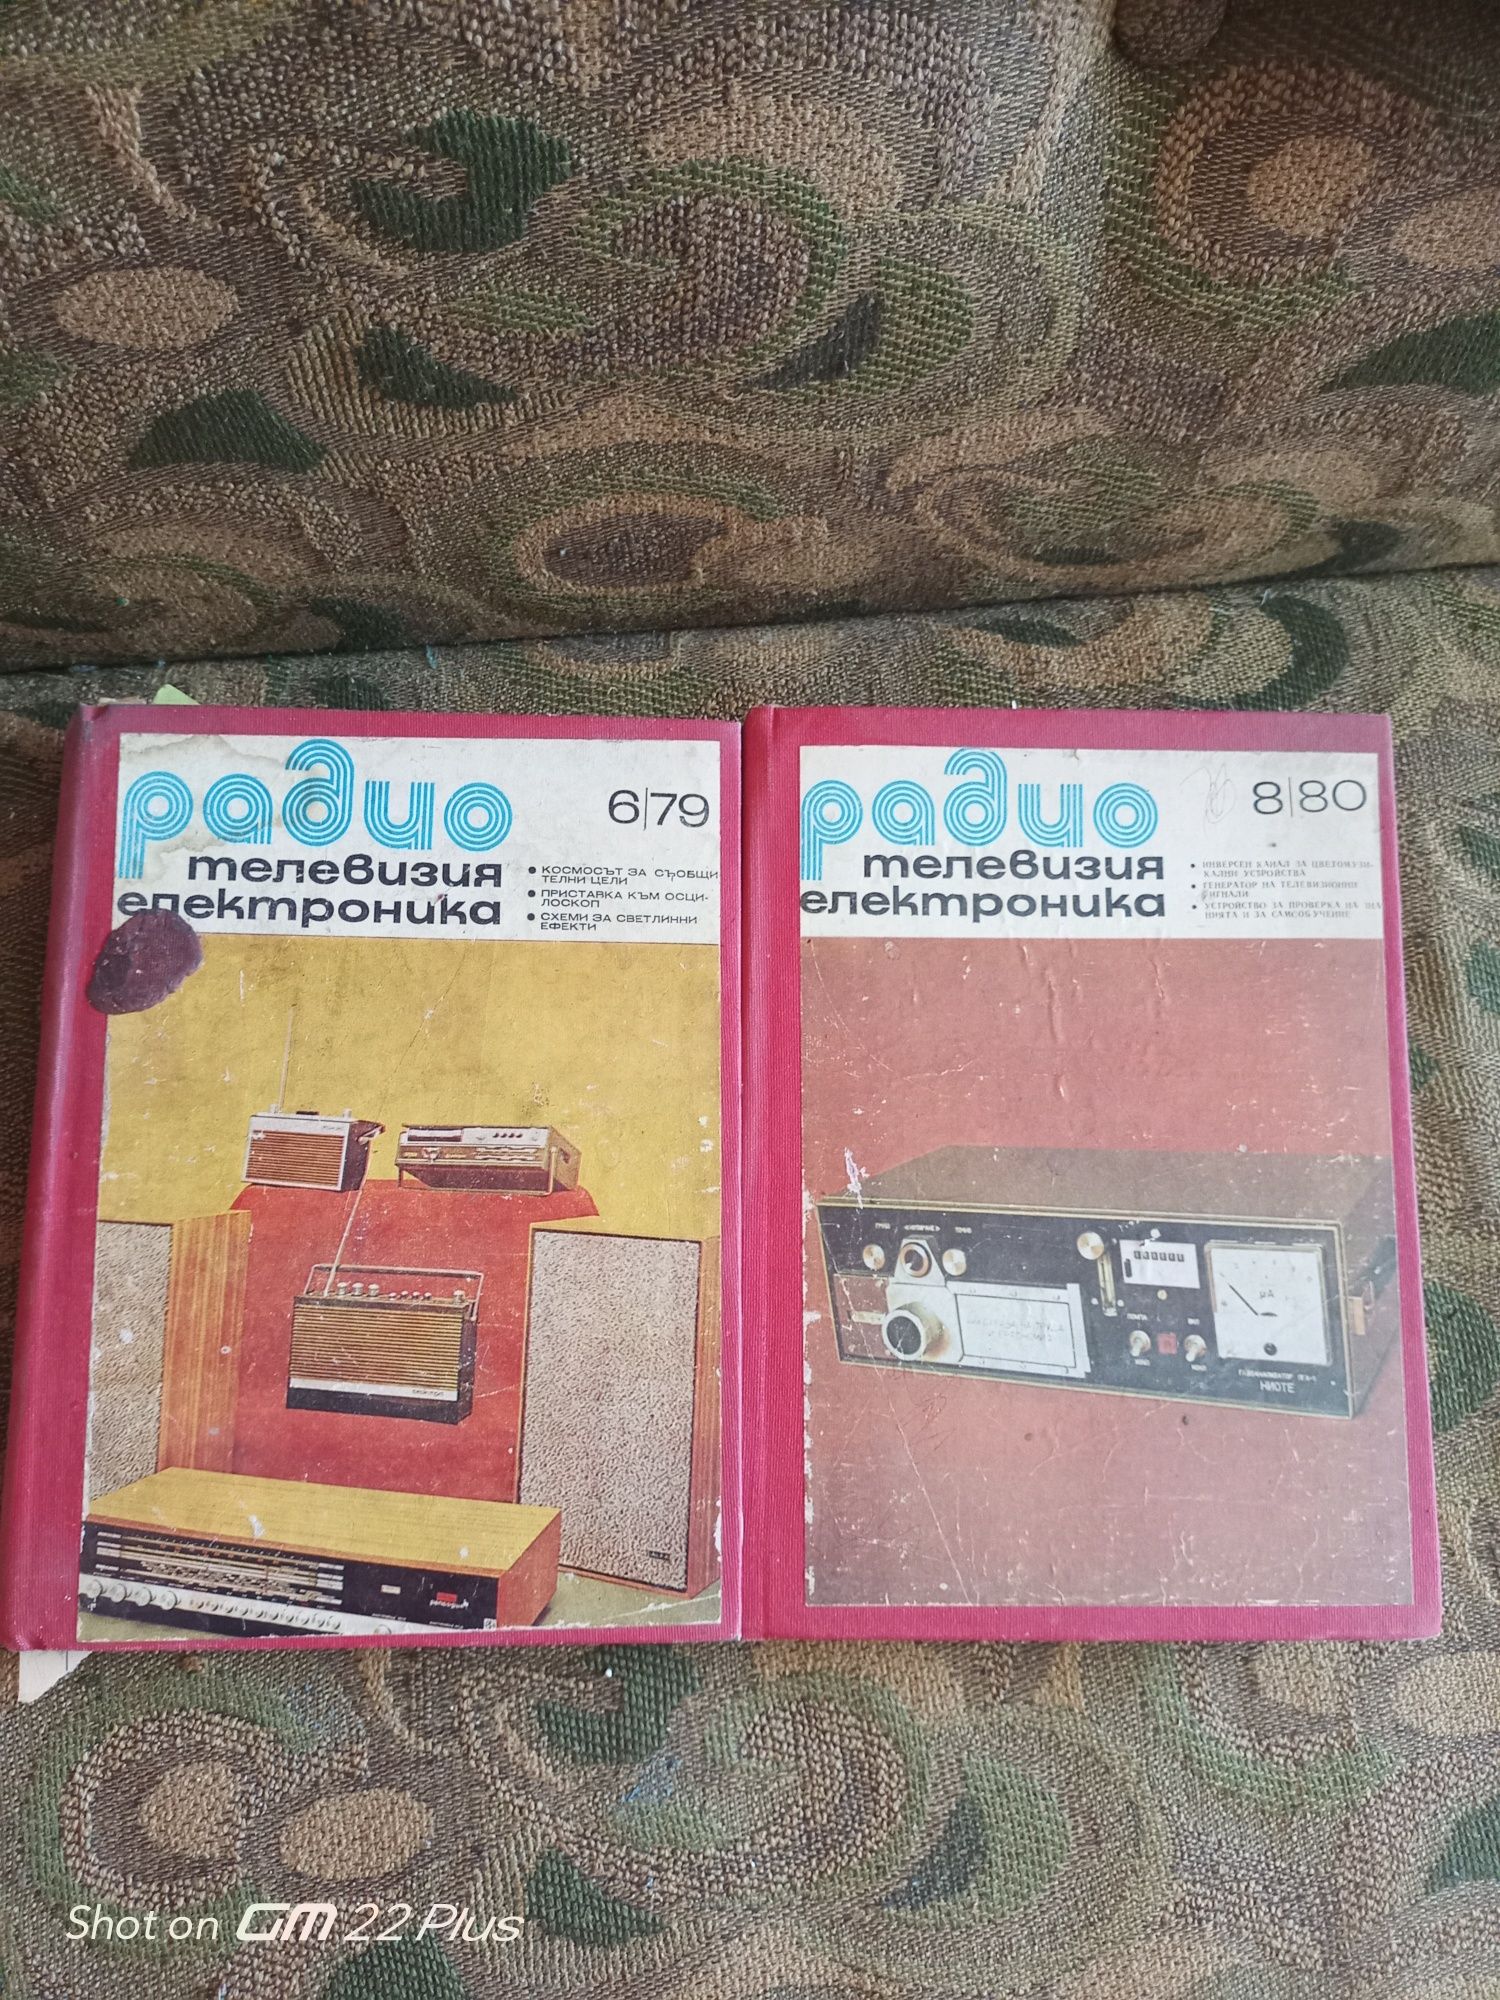 радио
6/79
телевизия
електроника
• КОСМОСЪТ ЗА СЪОБЩИ
ТЕЛНИ ЦЕЛИ
• ПРИСТАВКА КЪМ ОСЦИ-
ЛОСКОП
• СХЕМИ ЗА СВЕТЛИННИ
ЕФЕКТИ
радио
8/80
телевизия
електроника
• ИНВЕРСЕН КАНАЛ ЗА ЦВЕТОМУЗИ-
КАЛНИ УСТРОЙСТВА
• ГЕНЕРАТОР НА ТЕЛЕВИЗИОННИ
СИГНАЛИ
• УСТРОЙСТВО ЗА ПРОВЕРКА НА ЗНА
НИЯТА И ЗА САМООБУЧЕНИЕ
μA
ГАЗОАНАЛИЗАТОР
НИОТЕ
Shot on GM 22 Plus